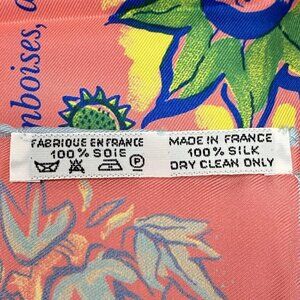 mboises, a
FABRIQUE EN FRANCE
100% SOIE
MADE IN FRANCE
100% SILK
DRY CLEAN ONLY